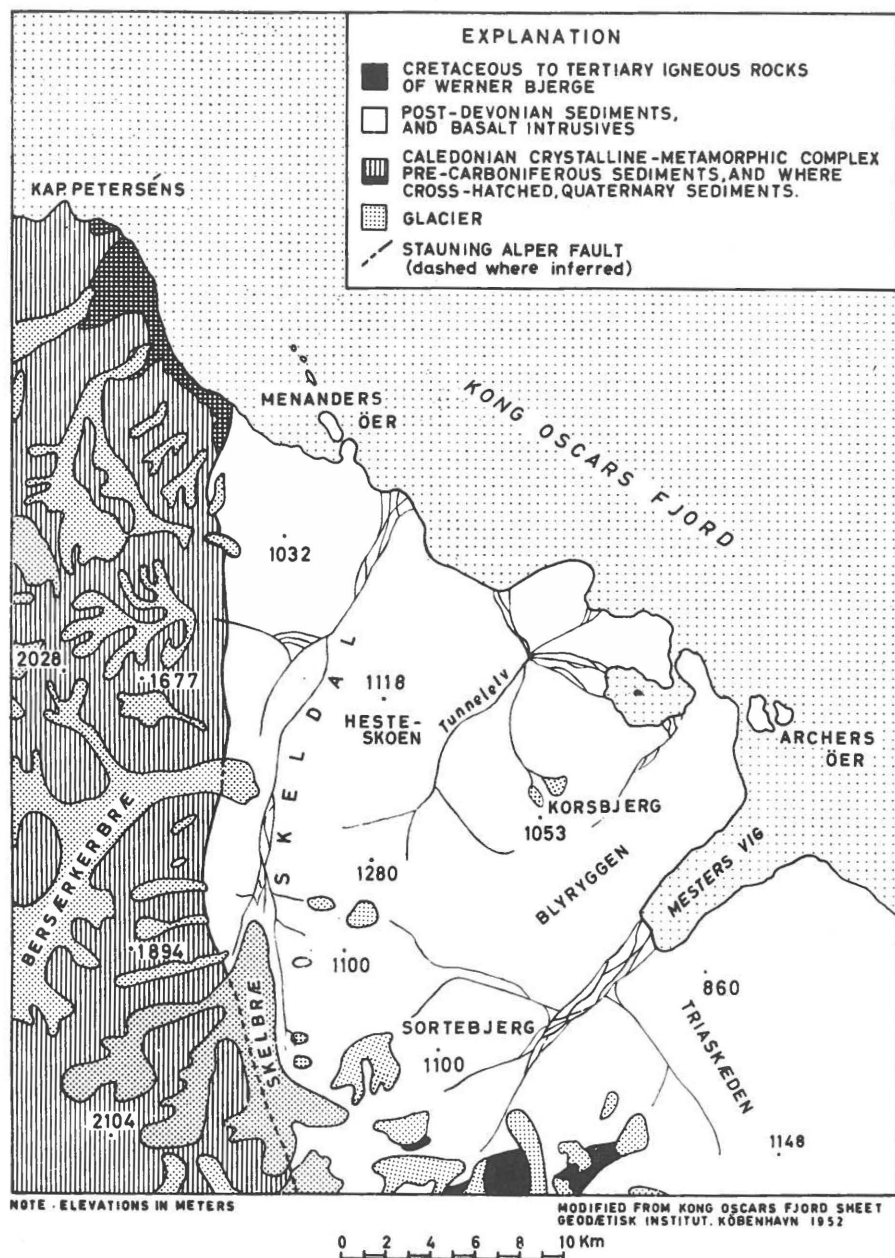 EXPLANATION
CRETACEOUS TO TERTIARY IGNEOUS ROCKS
OF WERNER BJERGE
POST-DEVONIAN SEDIMENTS,
AND BASALT INTRUSIVES
CALEDONIAN CRYSTALLINE-METAMORPHIC COMPLEX
PRE-CARBONIFEROUS SEDIMENTS, AND WHERE
CROSS-HATCHED, QUATERNARY SEDIMENTS.
GLACIER
STAUNING ALPER FAULT
(dashed where inferred)
KAP. PETERSÉNS
MENANDERS
ÖER
KONG OSCARS FJORD
1032
2028
1677
1118
HESTE-
SKOEN
Tunnelelv
SKELDAL
ARCHERS
ÖER
KORSBJERG
1053
BLYRYGGEN
MESTERS VIG
1280
BERSÆRKERBRÆ
1894
1100
860
SKELBRÆ
SORTEBJERG
1100
TRIASKÆDEN
2104
1148
NOTE - ELEVATIONS IN METERS
MODIFIED FROM KONG OSCARS FJORD SHEET
GEODÆTISK INSTITUT. KÖBENHAVN 1952
0 2 4 6 8 10 Km